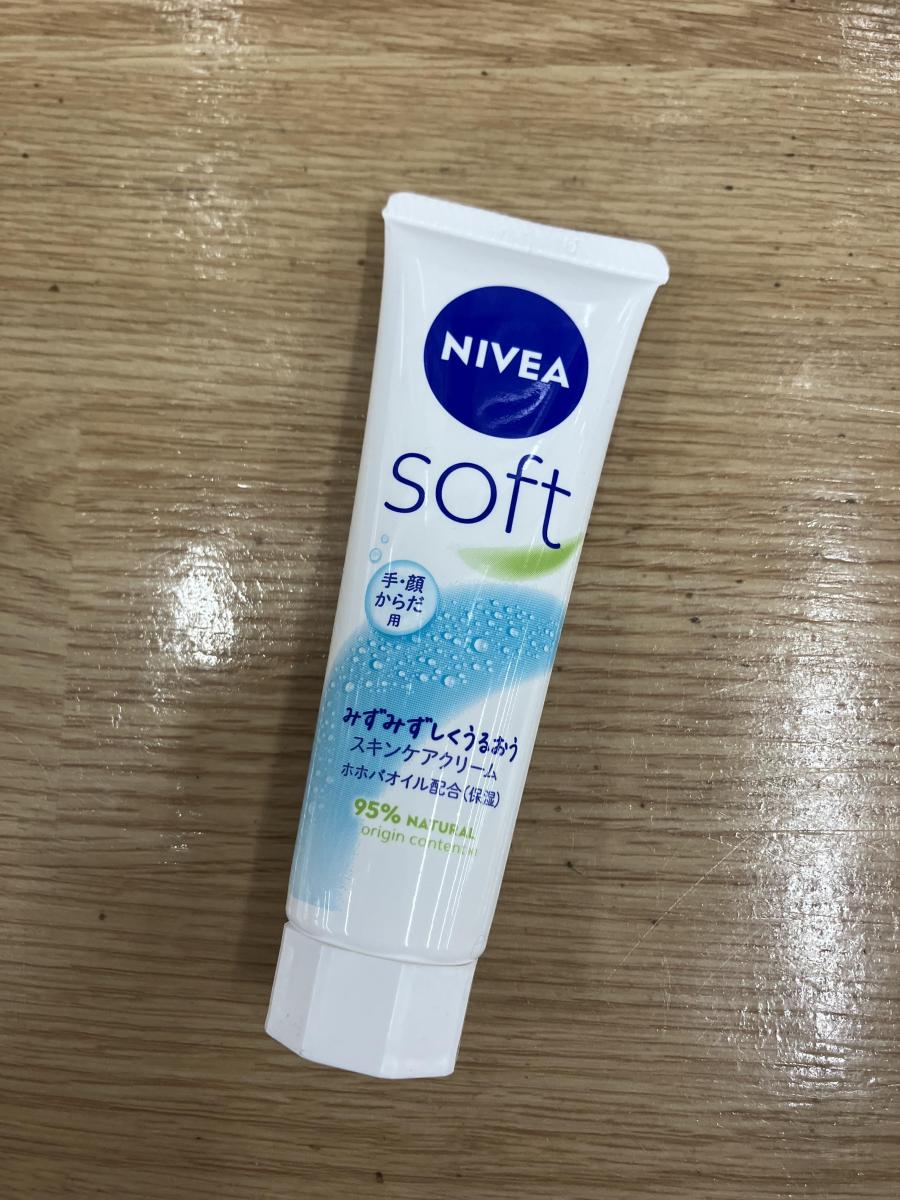 NIVEA
soft
手・顔
からだ
用
みずみずしくうるおう
スキンケアクリーム
ホホバオイル配合(保湿)
95% NATURAL
origin content